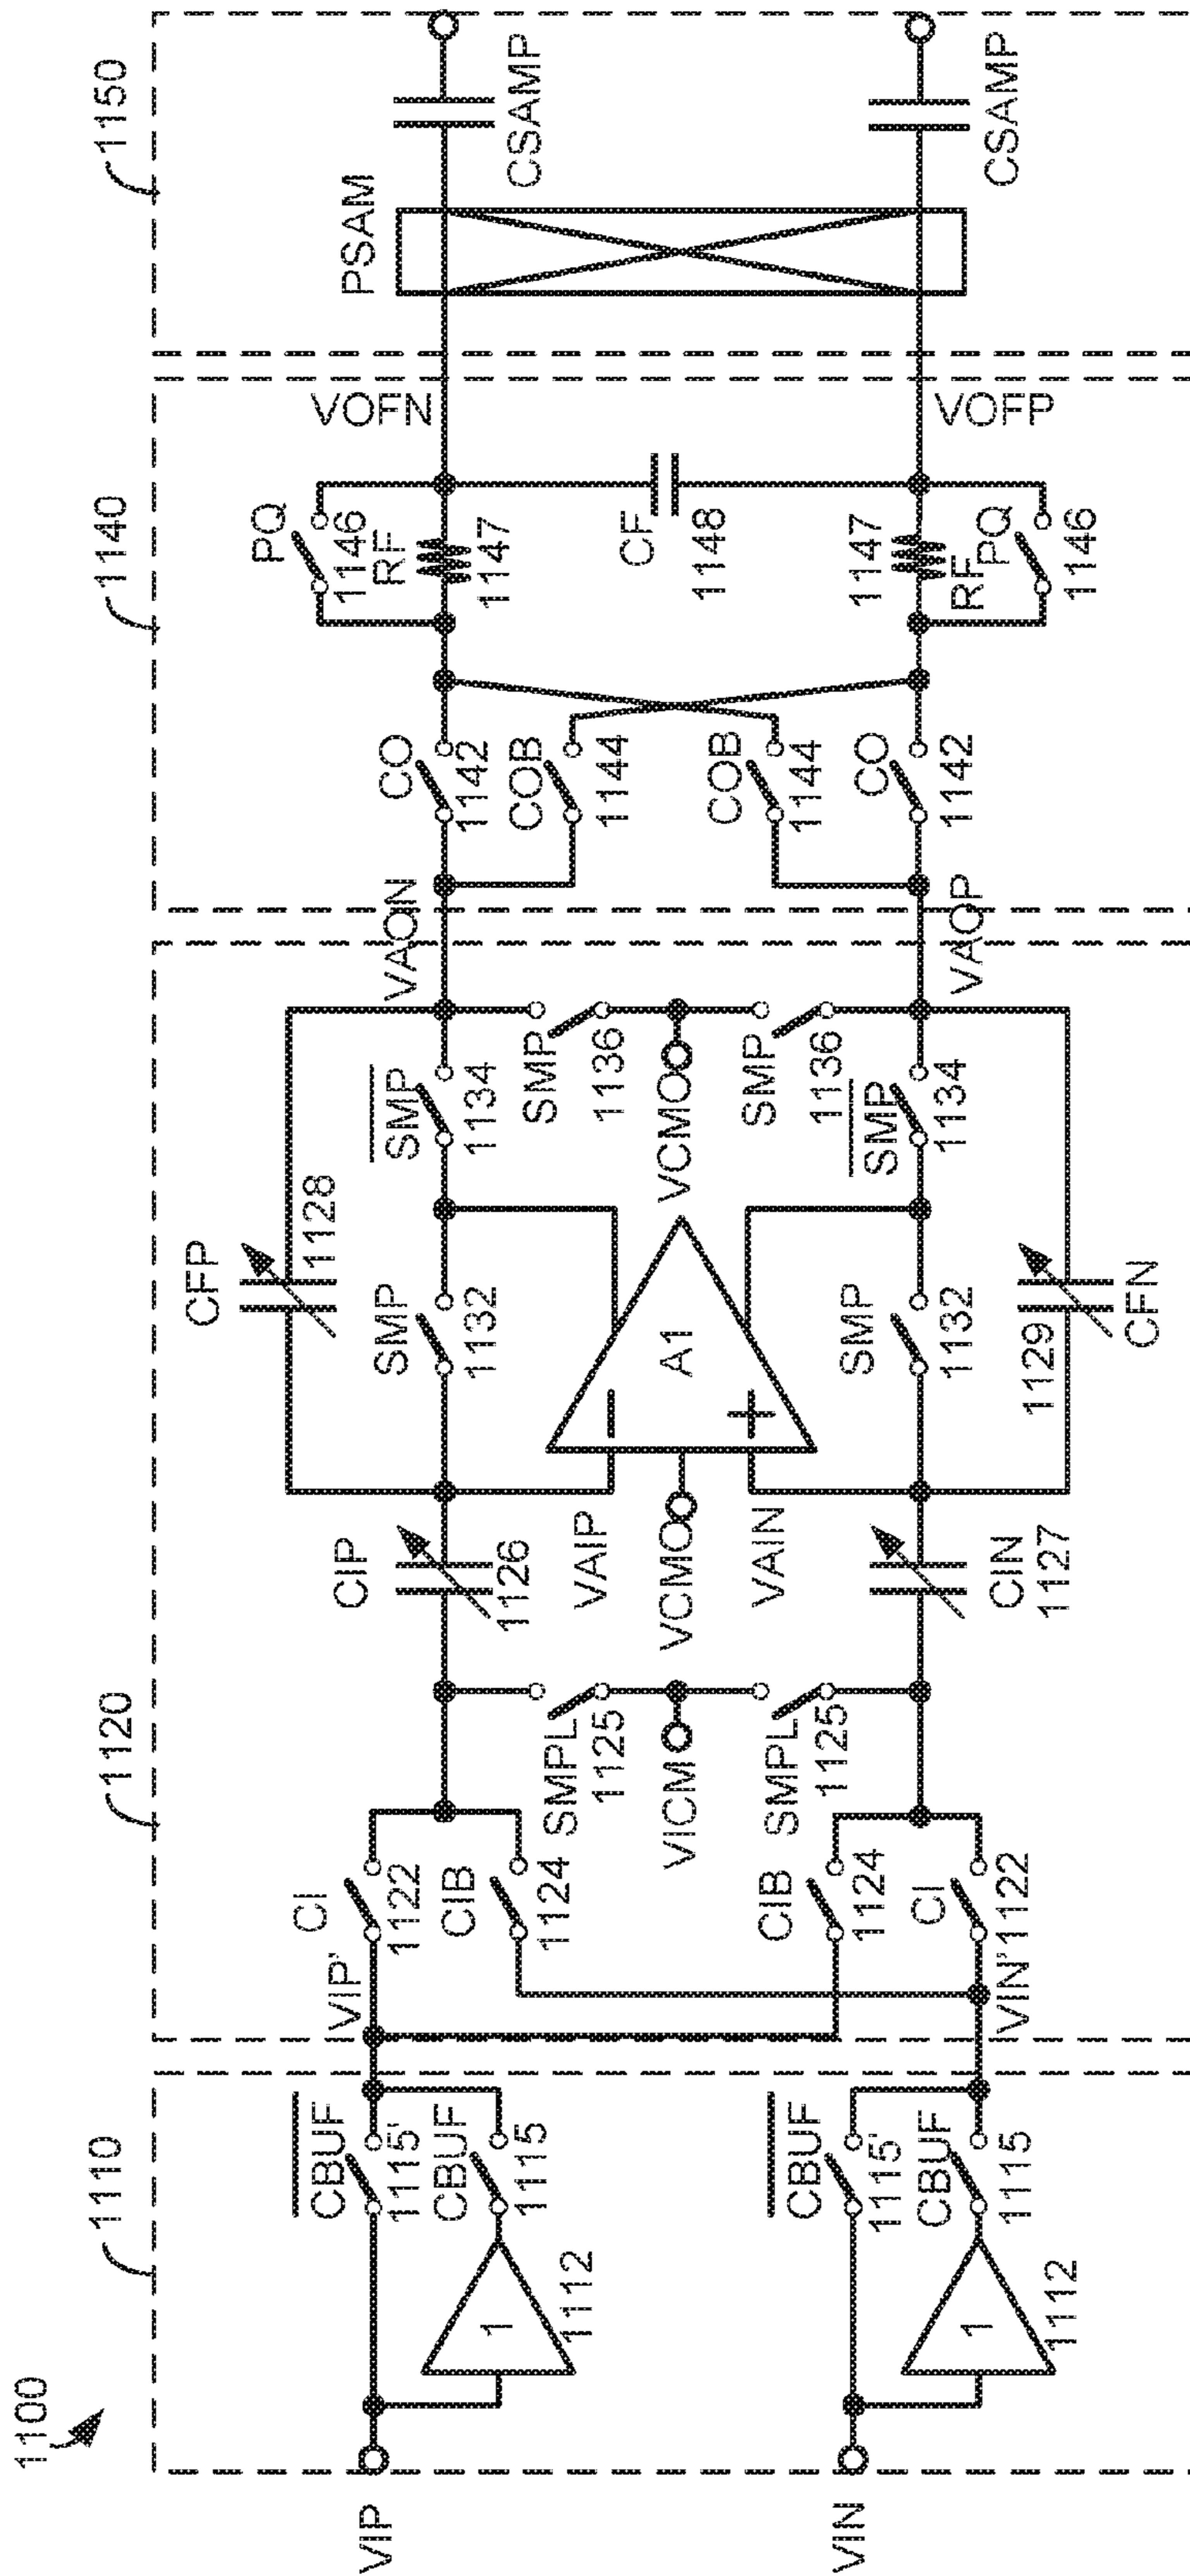 1100
1110
1120
1140
1150
VIP
CBUF
1115'
CBUF
1115
1
1112
VIN
CBUF
1115'
CBUF
1115
1
1112
VIP'
CI
1122
CIB
1124
CIB
1124
CI
1122
VIN'
SMPL
1125
VICM
SMPL
1125
CIP
1126
VAIP
VCMO
VAIN
CIN
1127
CFP
1128
SMP
1132
A1
−
+
SMP
1132
1129
CFN
SMP
1134
SMP
1136
VCMO
SMP
1136
SMP
1134
VAON
VAOP
CO
1142
COB
1144
COB
1144
CO
1142
PQ
1146
RF
1147
CF
1148
1147
RF
PQ
1146
VOFN
VOFP
PSAM
CSAMP
CSAMP